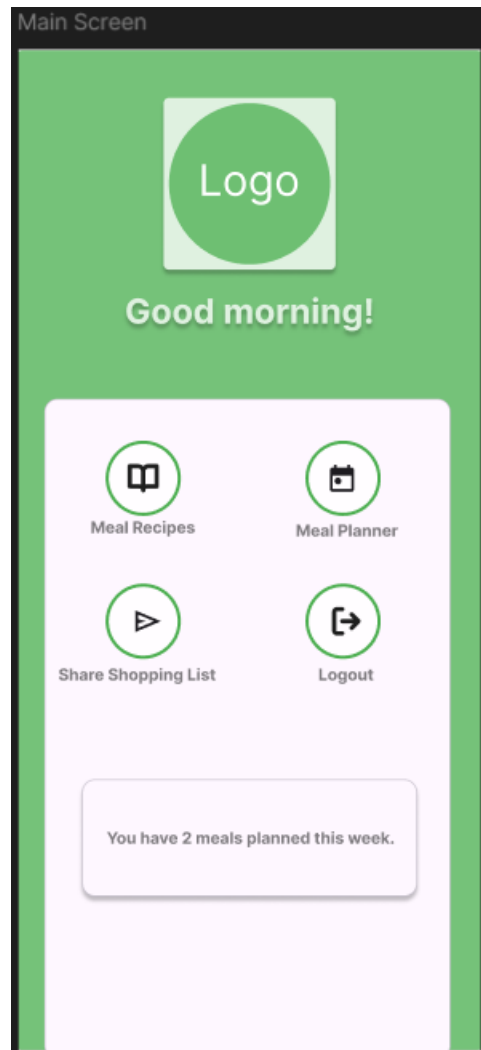 Main Screen
Logo
Good morning!
Meal Recipes
Meal Planner
Share Shopping List
Logout
You have 2 meals planned this week.